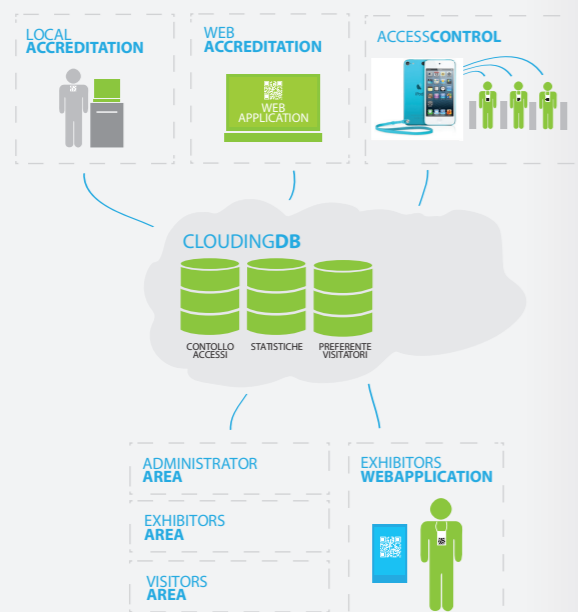 LOCAL
ACCREDITATION
WEB
ACCREDITATION
WEB
APPLICATION
ACCESSCONTROL
CLOUDINGDB
CONTOLLO
ACCESSI
STATISTICHE
PREFERENTE
VISITATORI
ADMINISTRATOR
AREA
EXHIBITORS
AREA
VISITORS
AREA
EXHIBITORS
WEBAPPLICATION